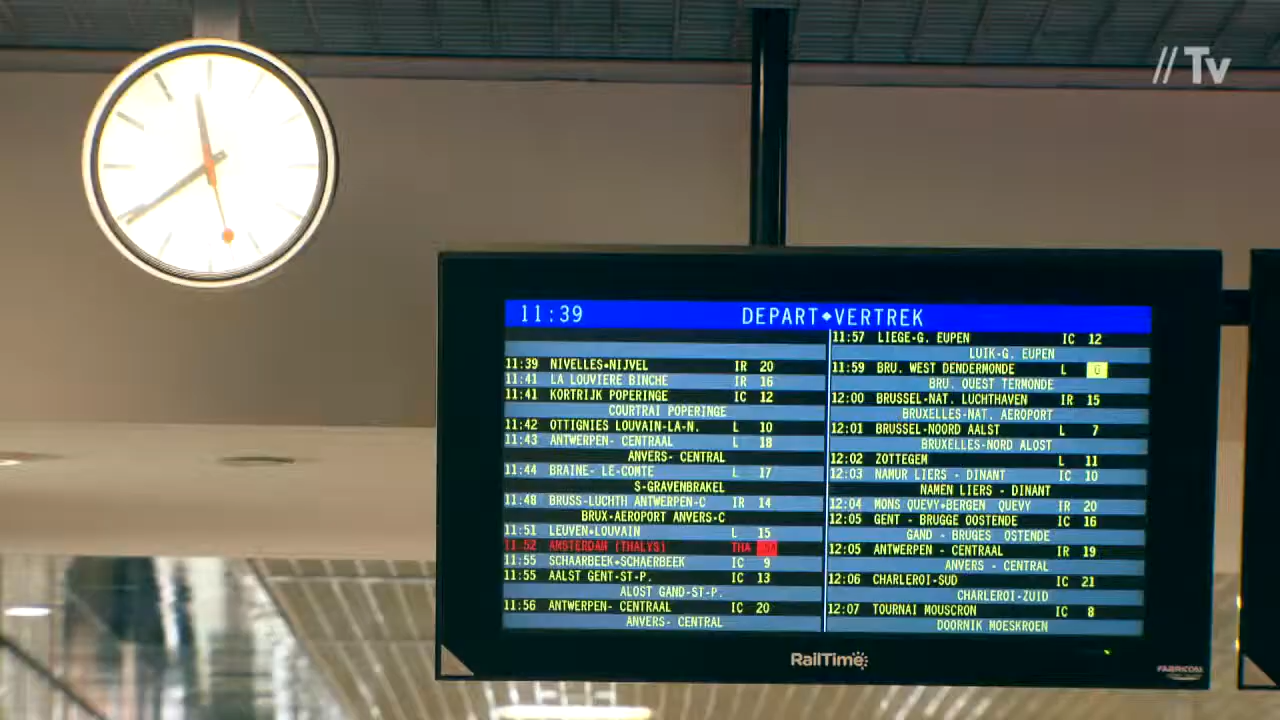 //Tv
11:39 DEPART◆VERTREK
11:39 NIVELLES◆NIJVEL IR 20
11:41 LA LOUVIERE BINCHE IR 16
11:41 KORTRIJK POPERINGE IC 12
COURTRAI POPERINGE
11:42 OTTIGNIES LOUVAIN-LA-N. L 10
11:43 ANTWERPEN- CENTRAAL L 18
ANVERS- CENTRAL
11:44 BRAINE- LE-COMTE L 17
S-GRAVENBRAKEL
11:48 BRUSS-LUCHTH ANTWERPEN-C IR 14
BRUX-AEROPORT ANVERS-C
11:51 LEUVEN◆LOUVAIN L 15
11:52 AMSTERDAM (THALYS) THA
11:55 SCHAARBEEK◆SCHAERBEEK IC 9
11:55 AALST GENT-ST-P. IC 13
ALOST GAND-ST-P.
11:56 ANTWERPEN- CENTRAAL IC 20
ANVERS- CENTRAL
11:57 LIEGE-G. EUPEN IC 12
LUIK-G. EUPEN
11:59 BRU. WEST DENDERMONDE L 6
BRU. OUEST TERMONDE
12:00 BRUSSEL-NAT. LUCHTHAVEN IR 15
BRUXELLES-NAT. AEROPORT
12:01 BRUSSEL-NOORD AALST L 7
BRUXELLES-NORD ALOST
12:02 ZOTTEGEM L 11
12:03 NAMUR LIERS - DINANT IC 10
NAMEN LIERS - DINANT
12:04 MONS QUEVY◆BERGEN QUEVY IR 20
12:05 GENT - BRUGGE OOSTENDE IC 16
GAND - BRUGES OSTENDE
12:05 ANTWERPEN - CENTRAAL IR 19
ANVERS - CENTRAL
12:06 CHARLEROI-SUD IC 21
CHARLEROI-ZUID
12:07 TOURNAI MOUSCRON IC 8
DOORNIK MOESKROEN
RailTime
FABRICOM